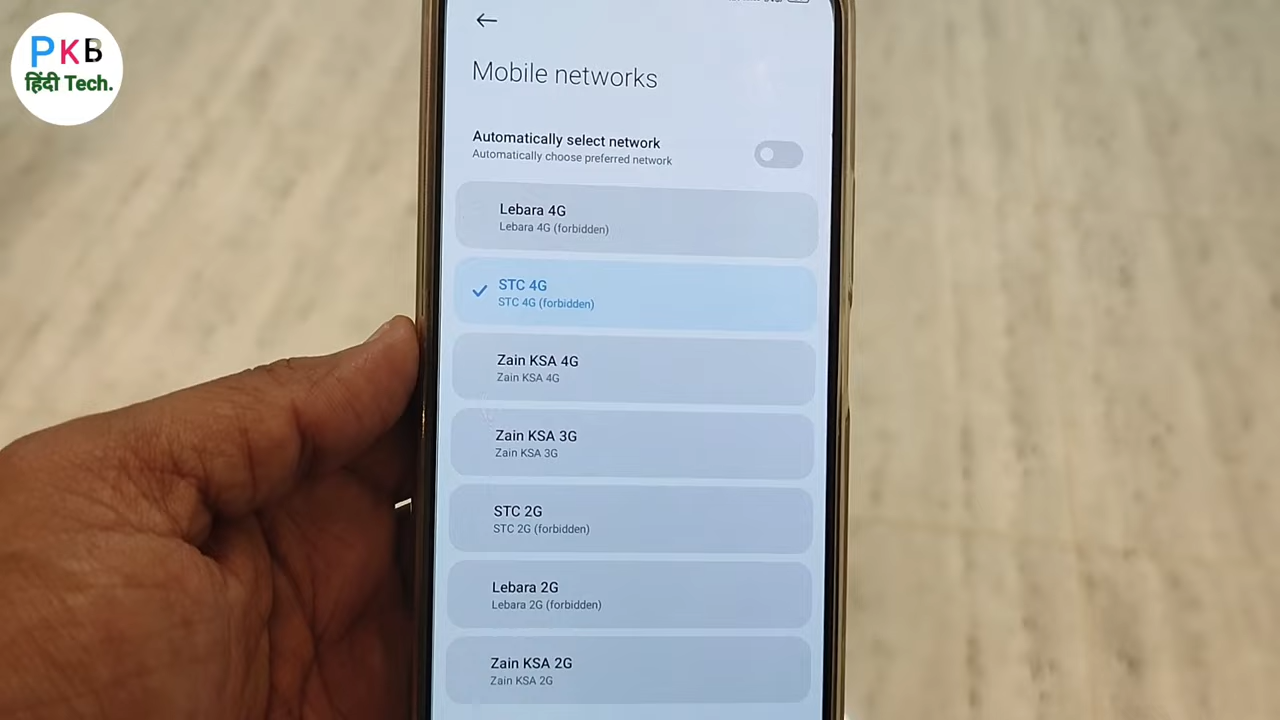 PKB
हिंदी Tech.
Mobile networks
Automatically select network
Automatically choose preferred network
Lebara 4G
Lebara 4G (forbidden)
STC 4G
STC 4G (forbidden)
Zain KSA 4G
Zain KSA 4G
Zain KSA 3G
Zain KSA 3G
STC 2G
STC 2G (forbidden)
Lebara 2G
Lebara 2G (forbidden)
Zain KSA 2G
Zain KSA 2G